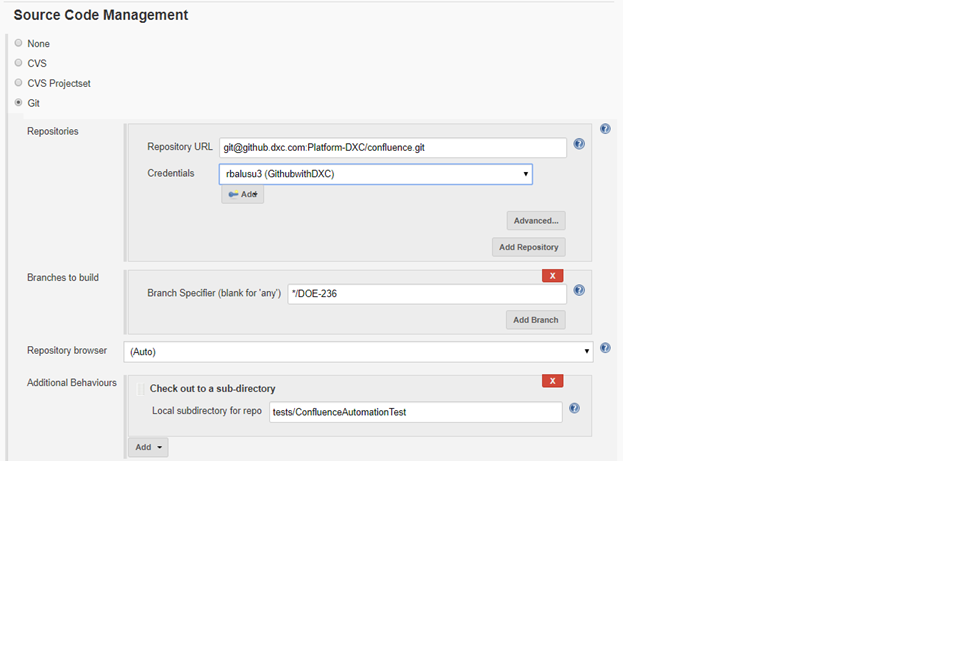 Source Code Management
None
CVS
CVS Projectset
Git
Repositories
Repository URL git@github.dxc.com:Platform-DXC/confluence.git
Credentials rbalusu3 (GithubwithDXC)
Add
Advanced...
Add Repository
Branches to build
X
Branch Specifier (blank for 'any') */DOE-236
Add Branch
Repository browser (Auto)
Additional Behaviours
X
Check out to a sub-directory
Local subdirectory for repo tests/ConfluenceAutomationTest
Add